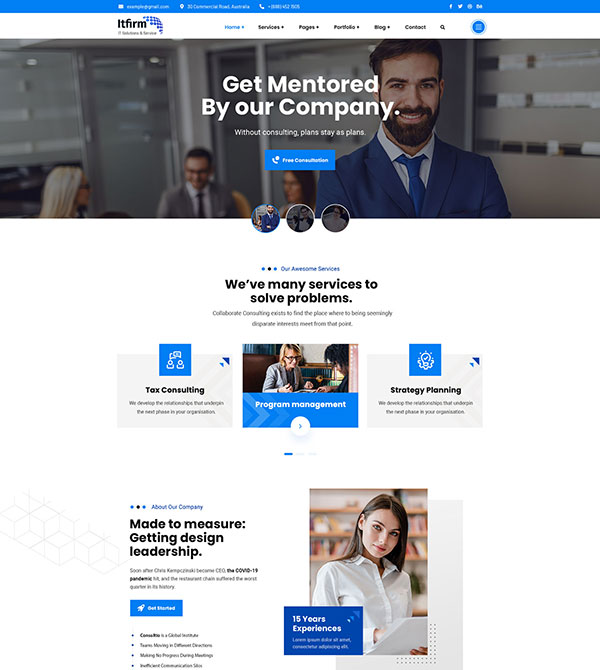 example@gmail.com 30 Commercial Road, Australia +(686)452 1505
Itfirm
IT Solutions & Service
Home + Services + Pages + Portfolio + Blog + Contact
Get Mentored
By our Company.
Without consulting, plans stay as plans.
Free Consultation
Our Awesome Services
We've many services to
solve problems.
Collaborate Consulting exists to find the place where to being seemingly
disparate interests meet from that point.
Tax Consulting
We develop the relationships that underpin
the next phase in your organisation.
Program management
Strategy Planning
We develop the relationships that underpin
the next phase in your organisation.
About Our Company
Made to measure:
Getting design
leadership.
Soon after Chris Kempczinski became CEO, the COVID-19
pandemic hit, and the restaurant chain suffered the worst
quarter in its history.
Get Started
Consultio is a Global Institute
Teams Moving in Different Directions
Making No Progress During Meetings
Inefficient Communication Silos
15 Years
Experiences
Lorem ipsum dolor sit amet,
consectetur adipiscing elit.